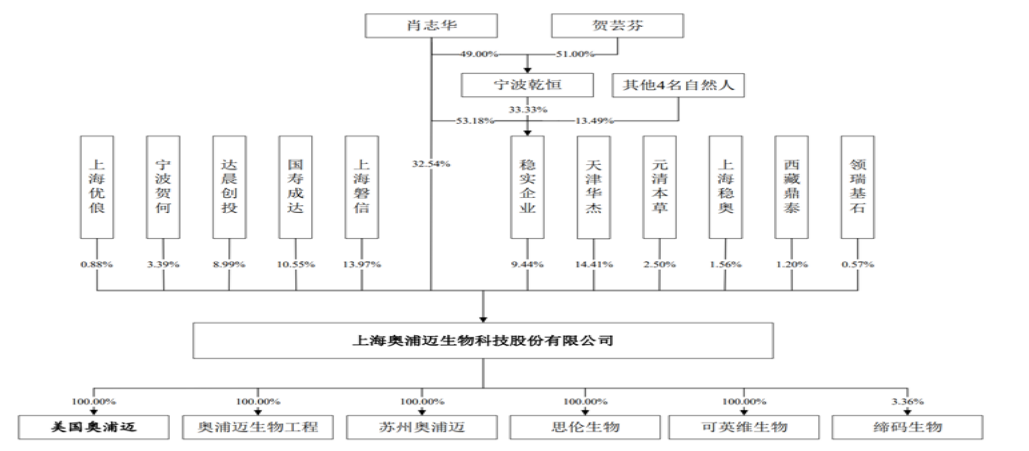 肖志华
贺芸芬
49.00%
51.00%
宁波乾恒
其他4名自然人
33.33%
53.18%
13.49%
上海优俍
宁波贺何
达晨创投
国寿成达
上海磐信
32.54%
稳实企业
天津华杰
元清本草
上海稳奥
西藏鼎泰
领瑞基石
0.88%
3.39%
8.99%
10.55%
13.97%
9.44%
14.41%
2.50%
1.56%
1.20%
0.57%
上海奥浦迈生物科技股份有限公司
100.00%
100.00%
100.00%
100.00%
100.00%
3.36%
美国奥浦迈
奥浦迈生物工程
苏州奥浦迈
思伦生物
可英维生物
缔码生物